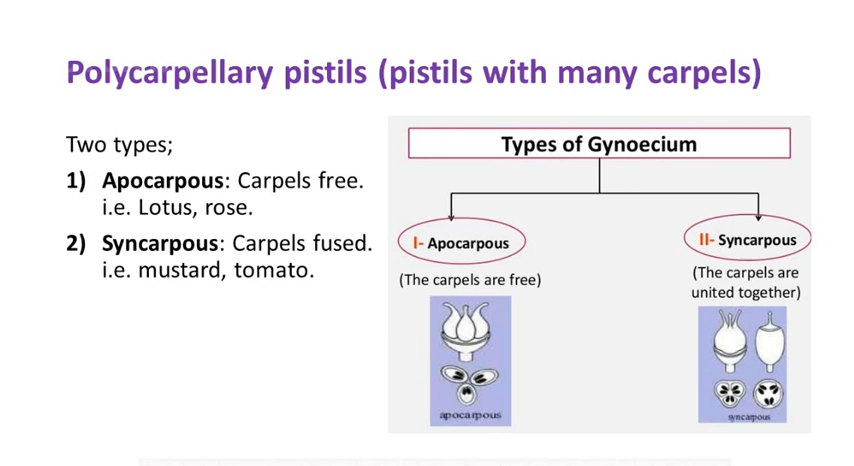 Polycarpellary pistils (pistils with many carpels)
Two types;
1) Apocarpous: Carpels free.
i.e. Lotus, rose.
2) Syncarpous: Carpels fused.
i.e. mustard, tomato.
Types of Gynoecium
I- Apocarpous
(The carpels are free)
apocarpous
II- Syncarpous
(The carpels are
united together)
syncarpous